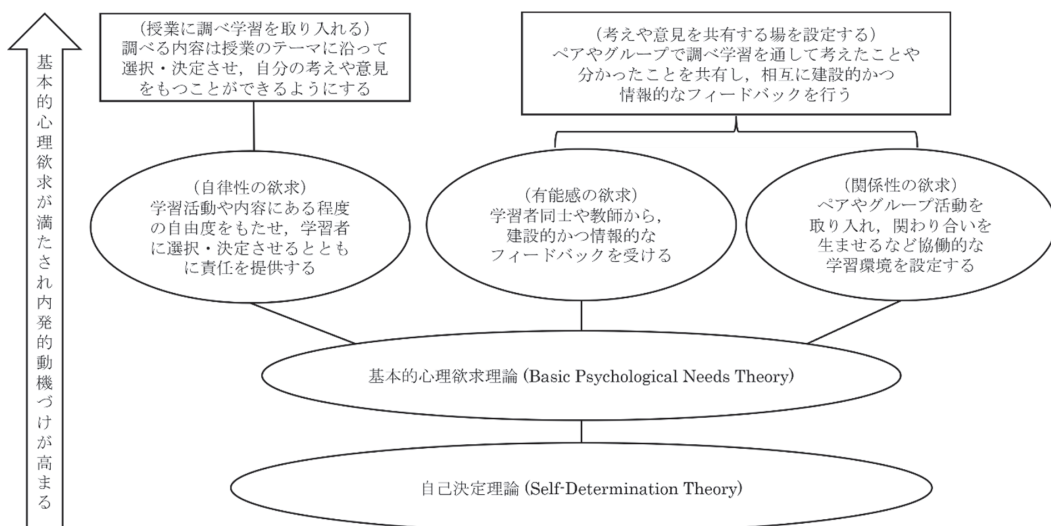 基本的心理欲求が満たされ内発的動機づけが高まる
(授業に調べ学習を取り入れる)
調べる内容は授業のテーマに沿って
選択・決定させ,自分の考えや意見
をもつことができるようにする
(考えや意見を共有する場を設定する)
ペアやグループで調べ学習を通して考えたことや
分かったことを共有し,相互に建設的かつ
情報的なフィードバックを行う
(自律性の欲求)
学習活動や内容にある程度
の自由度をもたせ,学習者
に選択・決定させるととも
に責任を提供する
(有能感の欲求)
学習者同士や教師から,
建設的かつ情報的な
フィードバックを受ける
(関係性の欲求)
ペアやグループ活動を
取り入れ,関わり合いを
生ませるなど協働的な
学習環境を設定する
基本的心理欲求理論 (Basic Psychological Needs Theory)
自己決定理論 (Self-Determination Theory)